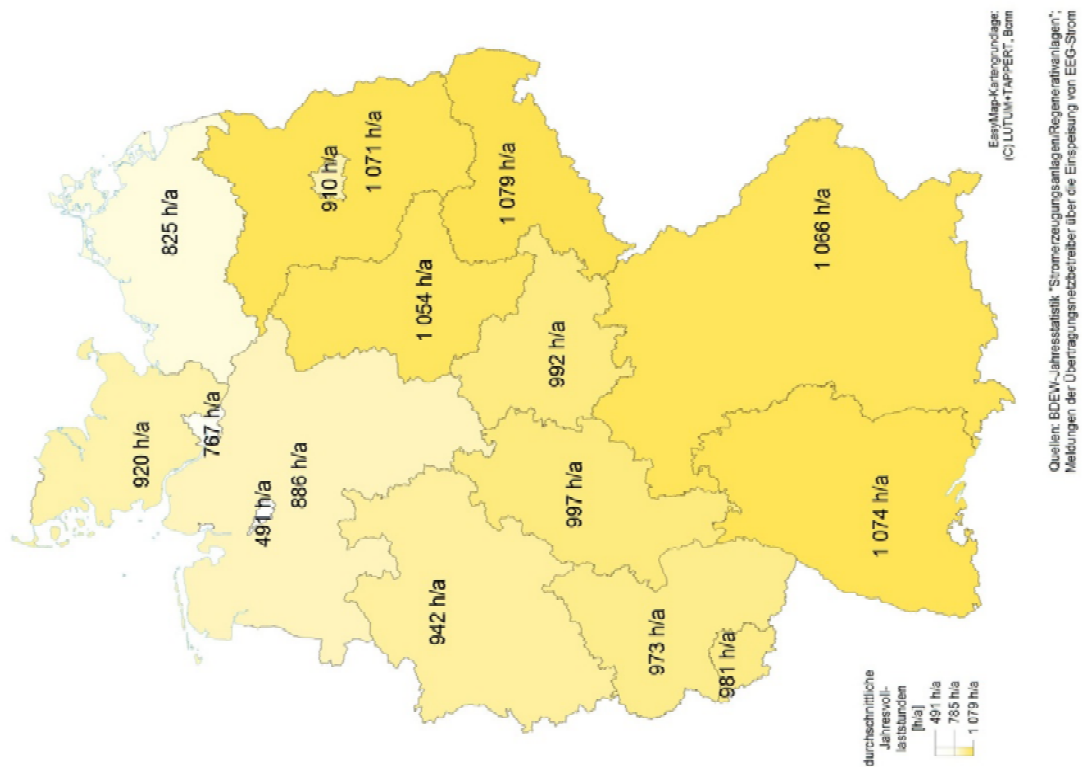 920 h/a
825 h/a
767 h/a
491 h/a
886 h/a
910 h/a
1 071 h/a
942 h/a
1 054 h/a
1 079 h/a
997 h/a
992 h/a
973 h/a
981 h/a
1 066 h/a
1 074 h/a
durchschnittliche
Jahresvoll-
laststunden
[h/a]
491 h/a
785 h/a
1 079 h/a
EasyMap-Kartengrundlage:
(C) LUTUM+TAPPERT, Bonn
Quellen: BDEW-Jahresstatistik "Stromerzeugungsanlagen/Regenerativanlagen";
Meldungen der Übertragungsnetzbetreiber über die Einspeisung von EEG-Strom